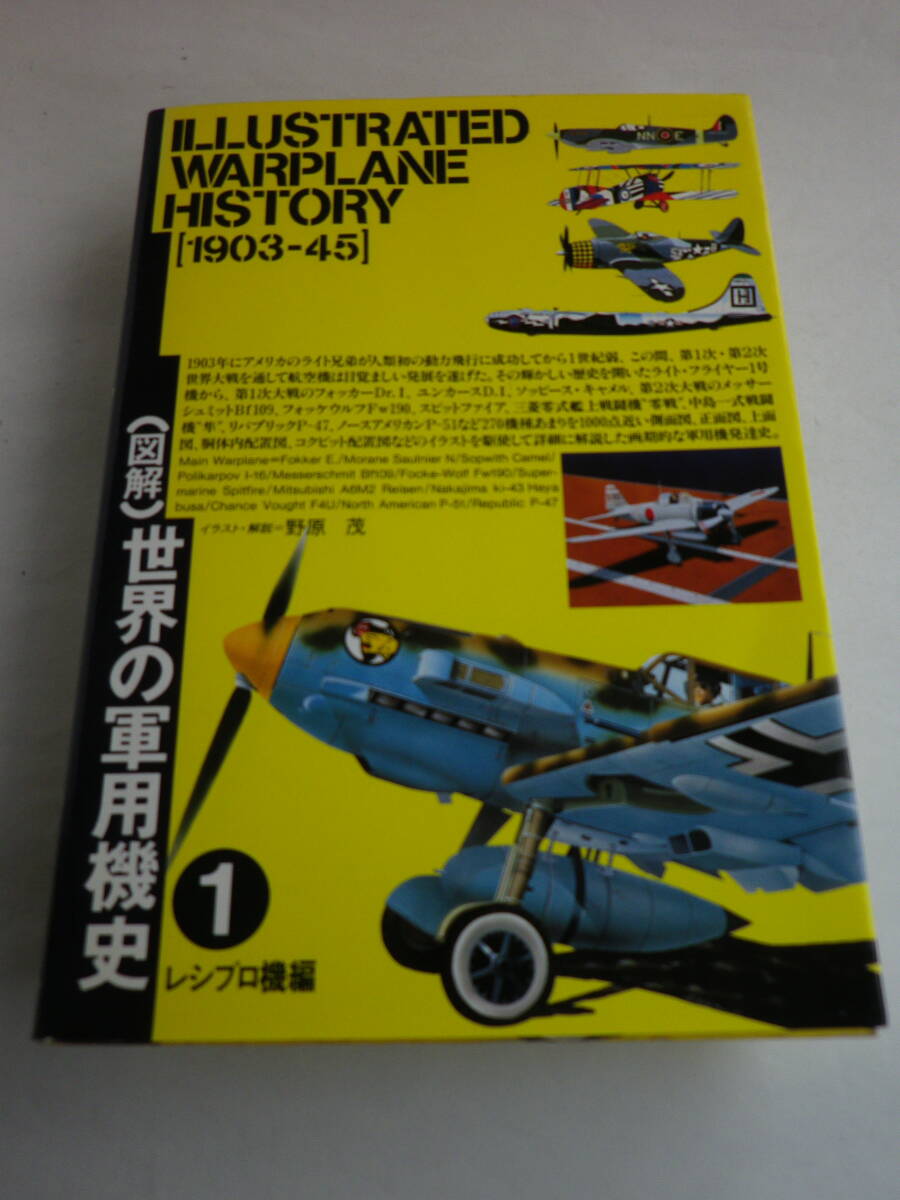 ILLUSTRATED
WARPLANE
HISTORY
[1903-45]
NN E
1903年にアメリカのライト兄弟が人類初の動力飛行に成功してから1世紀弱、この間、第1次・第2次
世界大戦を通して航空機は目覚ましい発展を遂げた。その輝かしい歴史を開いたライト・フライヤー1号
機から、第1次大戦のフォッカーDr.I、ユンカースD.I、ソッピース・キャメル、第2次大戦のメッサー
シュミットBf109、フォッケウルフFw190、スピットファイア、三菱零式艦上戦闘機"零戦"、中島一式戦闘
機"隼"、リパブリックP-47、ノースアメリカンP-51など270機種あまりを1000点近い側面図、正面図、上面
図、胴体内配置図、コクピット配置図などのイラストを駆使して詳細に解説した画期的な軍用機発達史。
Main Warplane=Fokker E./Morane Saulnier N/Sopwith Camel/
Polikarpov I-16/Messerschmit Bf109/Focke-Wolf Fw190/Super-
marine Spitfire/Mitsubishi A6M2 Reisen/Nakajima ki-43 Haya
busa/Chance Vought F4U/North American P-51/Republic P-47
イラスト・解説=野原 茂
(図解)世界の軍用機史
1
レシプロ機編
H